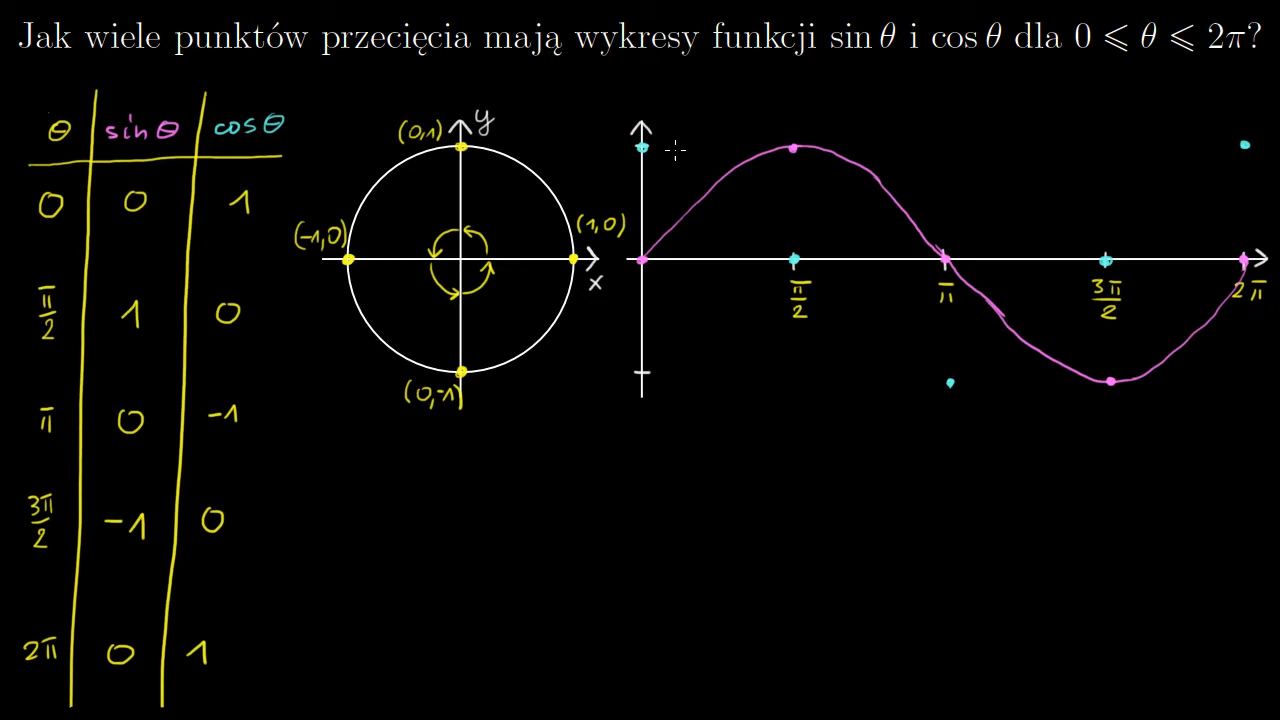 Jak wiele punktów przecięcia mają wykresy funkcji sin θ i cos θ dla 0 ⩽ θ ⩽ 2π?
θ sin θ cos θ
0 0 1
π/2 1 0
π 0 -1
3π/2 -1 0
2π 0 1
(0,1) y
(-1,0) (1,0)
x
(0,-1)
π/2 π 3π/2 2π